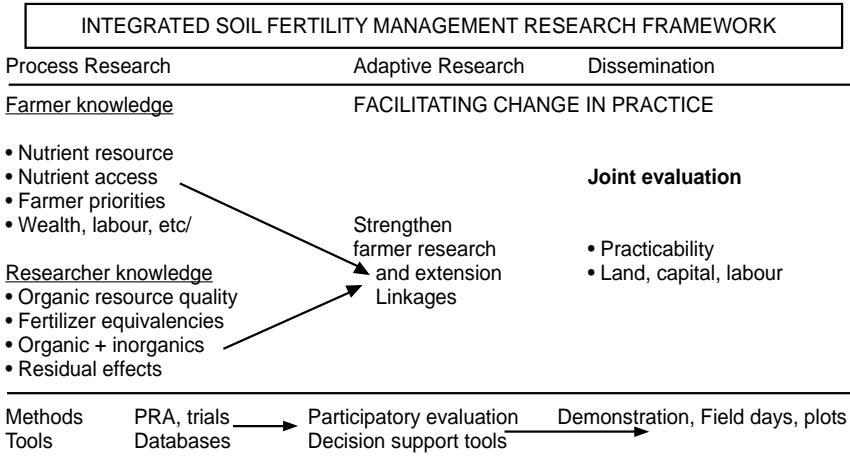 INTEGRATED SOIL FERTILITY MANAGEMENT RESEARCH FRAMEWORK
Process Research Adaptive Research Dissemination
Farmer knowledge FACILITATING CHANGE IN PRACTICE
• Nutrient resource
• Nutrient access
• Farmer priorities
• Wealth, labour, etc/
Researcher knowledge
• Organic resource quality
• Fertilizer equivalencies
• Organic + inorganics
• Residual effects
Strengthen
farmer research
and extension
Linkages
Joint evaluation
• Practicability
• Land, capital, labour
Methods PRA, trials Participatory evaluation Demonstration, Field days, plots
Tools Databases Decision support tools